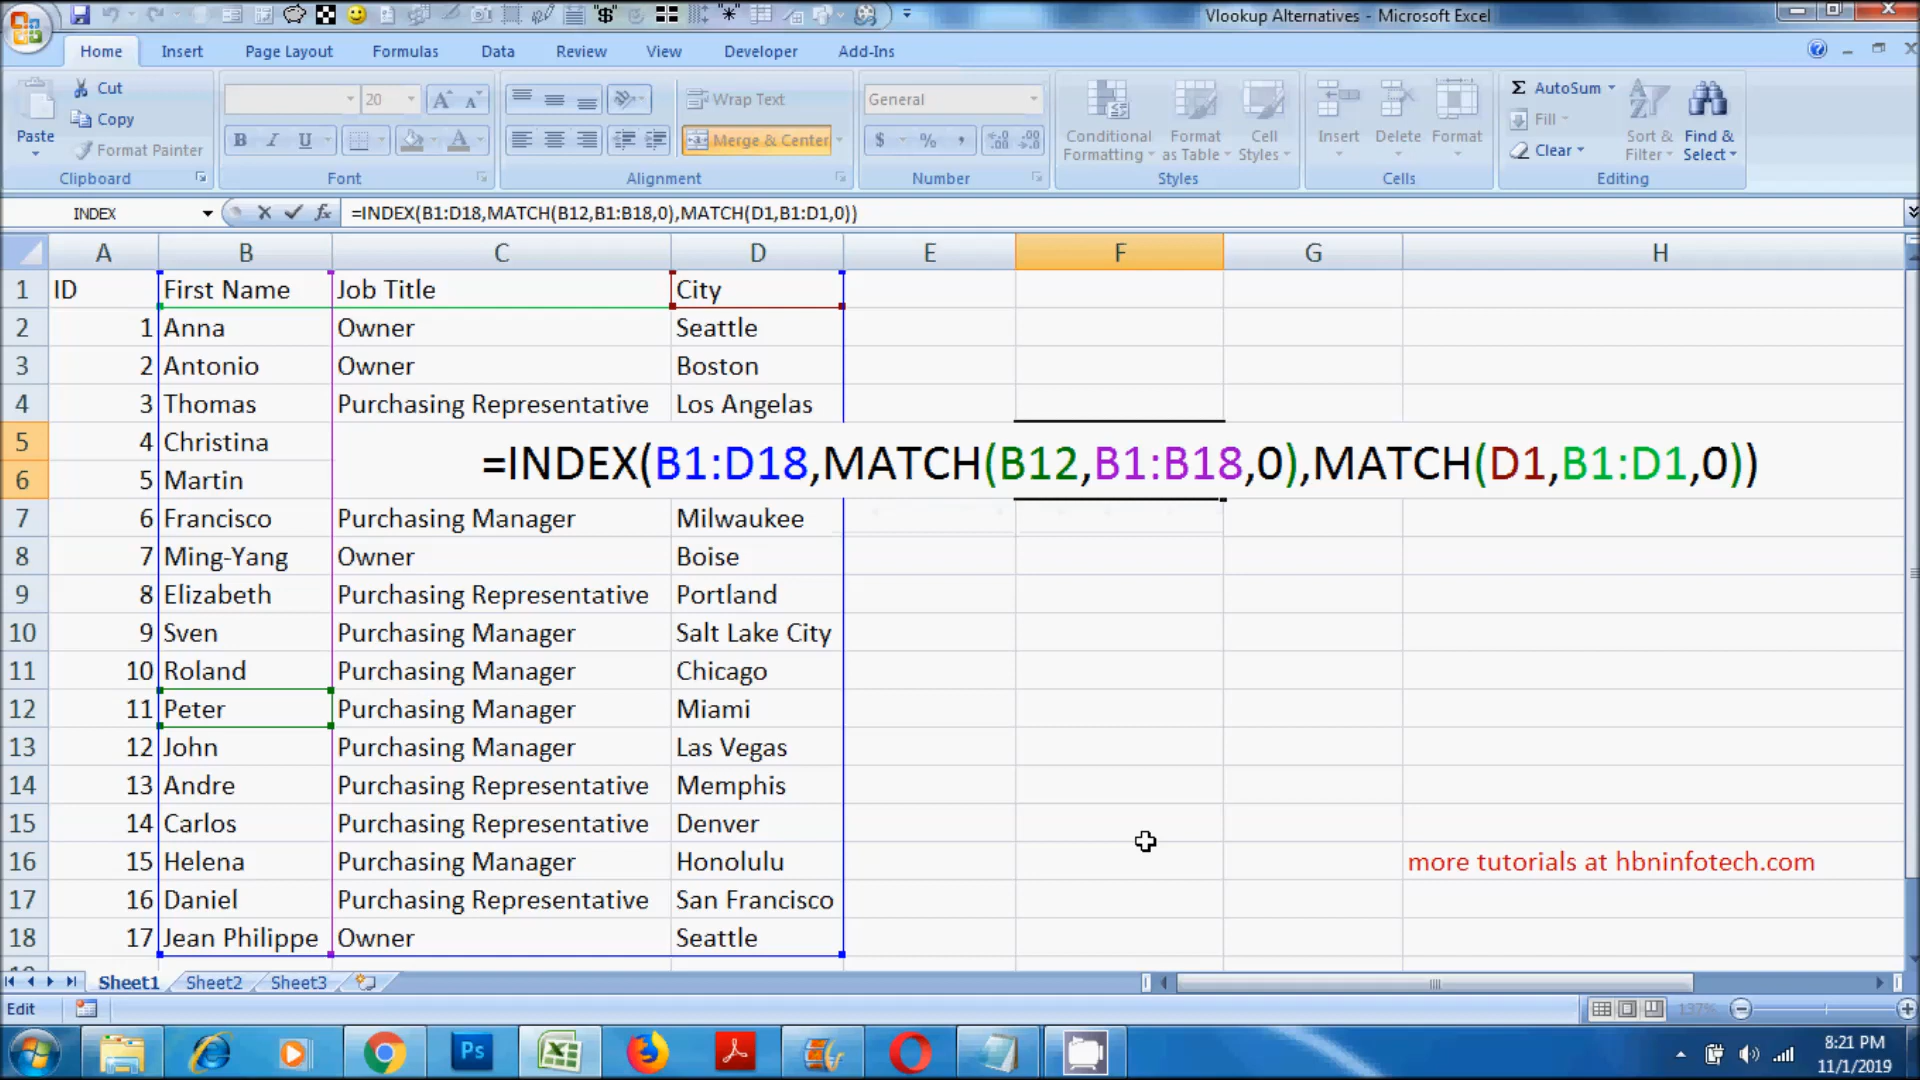 Vlookup Alternatives - Microsoft Excel
Home Insert Page Layout Formulas Data Review View Developer Add-Ins
Paste
Cut
Copy
Format Painter
Clipboard
20
B I U
Font
Wrap Text
Merge & Center
Alignment
General
$ % ,
Number
Conditional Formatting
Format as Table
Cell Styles
Styles
Insert
Delete
Format
Cells
AutoSum
Fill
Clear
Sort & Filter
Find & Select
Editing
INDEX =INDEX(B1:D18,MATCH(B12,B1:B18,0),MATCH(D1,B1:D1,0))
A B C D E F G H
1 ID First Name Job Title City
2 1 Anna Owner Seattle
3 2 Antonio Owner Boston
4 3 Thomas Purchasing Representative Los Angelas
5 4 Christina
=INDEX(B1:D18,MATCH(B12,B1:B18,0),MATCH(D1,B1:D1,0))
6 5 Martin
7 6 Francisco Purchasing Manager Milwaukee
8 7 Ming-Yang Owner Boise
9 8 Elizabeth Purchasing Representative Portland
10 9 Sven Purchasing Manager Salt Lake City
11 10 Roland Purchasing Manager Chicago
12 11 Peter Purchasing Manager Miami
13 12 John Purchasing Manager Las Vegas
14 13 Andre Purchasing Representative Memphis
15 14 Carlos Purchasing Representative Denver
16 15 Helena Purchasing Manager Honolulu more tutorials at hbninfotech.com
17 16 Daniel Purchasing Representative San Francisco
18 17 Jean Philippe Owner Seattle
Sheet1 Sheet2 Sheet3
Edit 137%
Ps
8:21 PM
11/1/2019